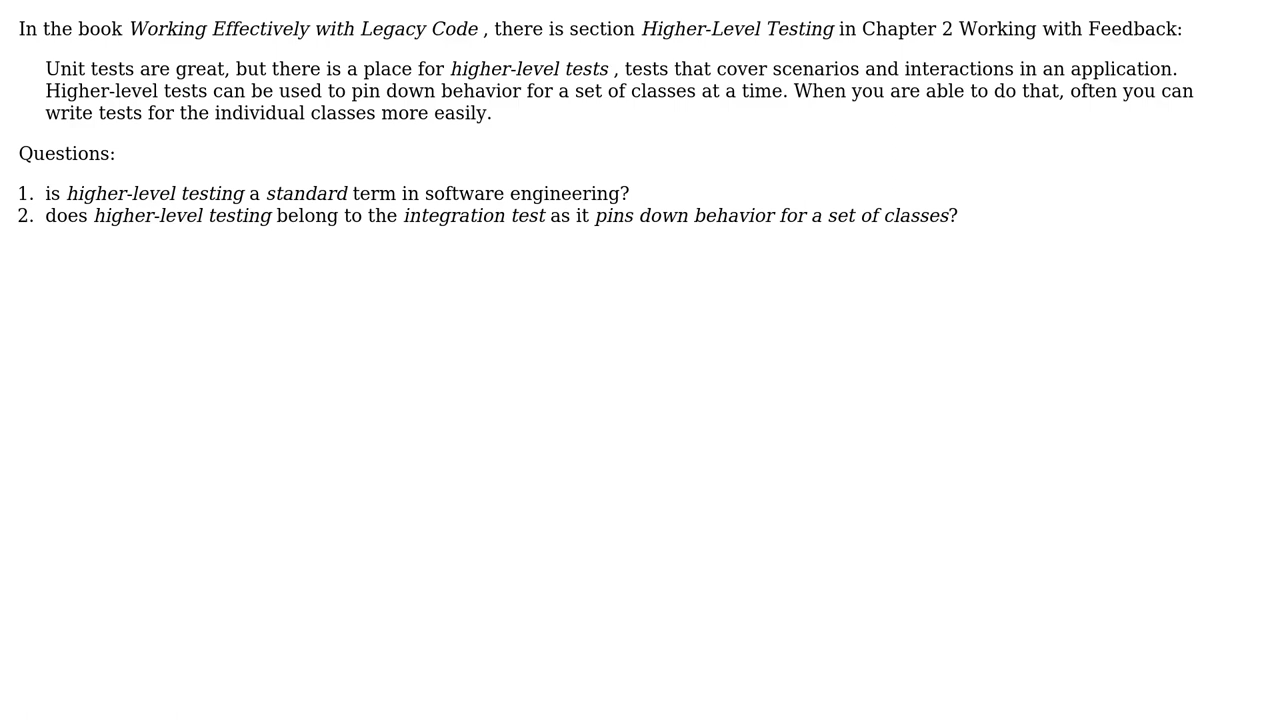 In the book Working Effectively with Legacy Code , there is section Higher-Level Testing in Chapter 2 Working with Feedback:
Unit tests are great, but there is a place for higher-level tests , tests that cover scenarios and interactions in an application.
Higher-level tests can be used to pin down behavior for a set of classes at a time. When you are able to do that, often you can
write tests for the individual classes more easily.
Questions:
1. is higher-level testing a standard term in software engineering?
2. does higher-level testing belong to the integration test as it pins down behavior for a set of classes?